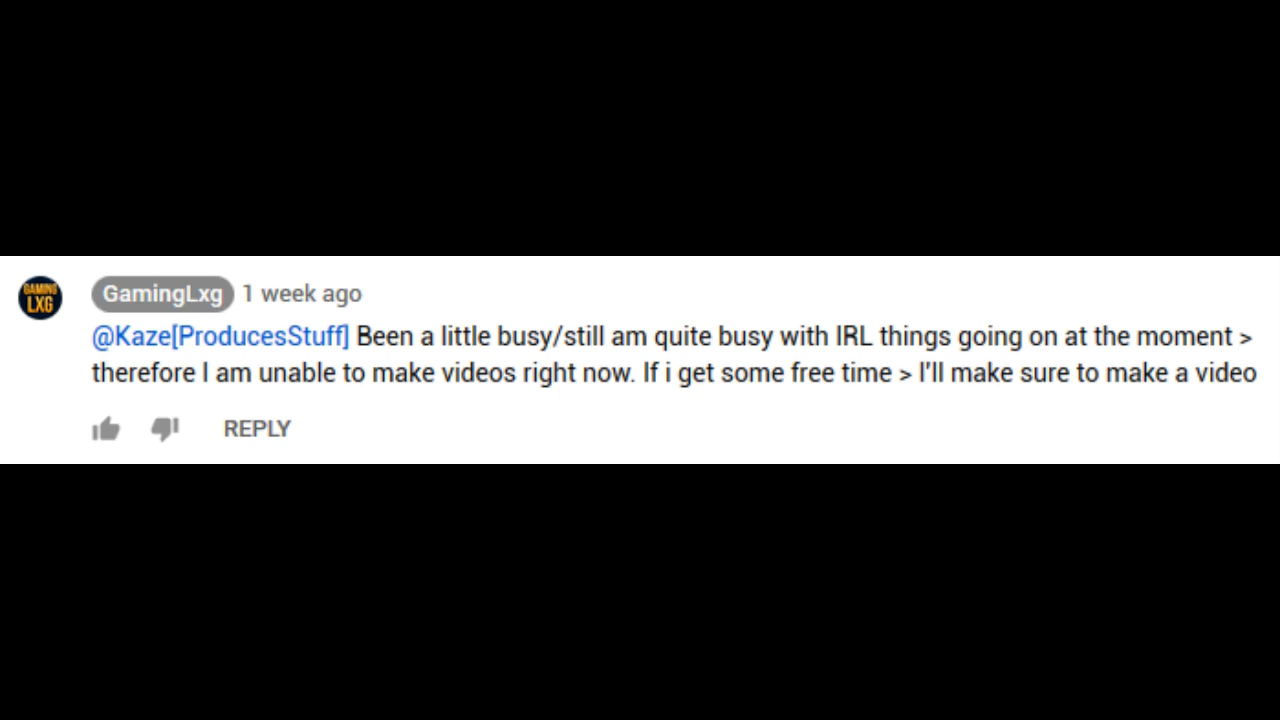 GAMING
LXG
GamingLxg 1 week ago
@Kaze[ProducesStuff] Been a little busy/still am quite busy with IRL things going on at the moment >
therefore I am unable to make videos right now. If i get some free time > I'll make sure to make a video
REPLY